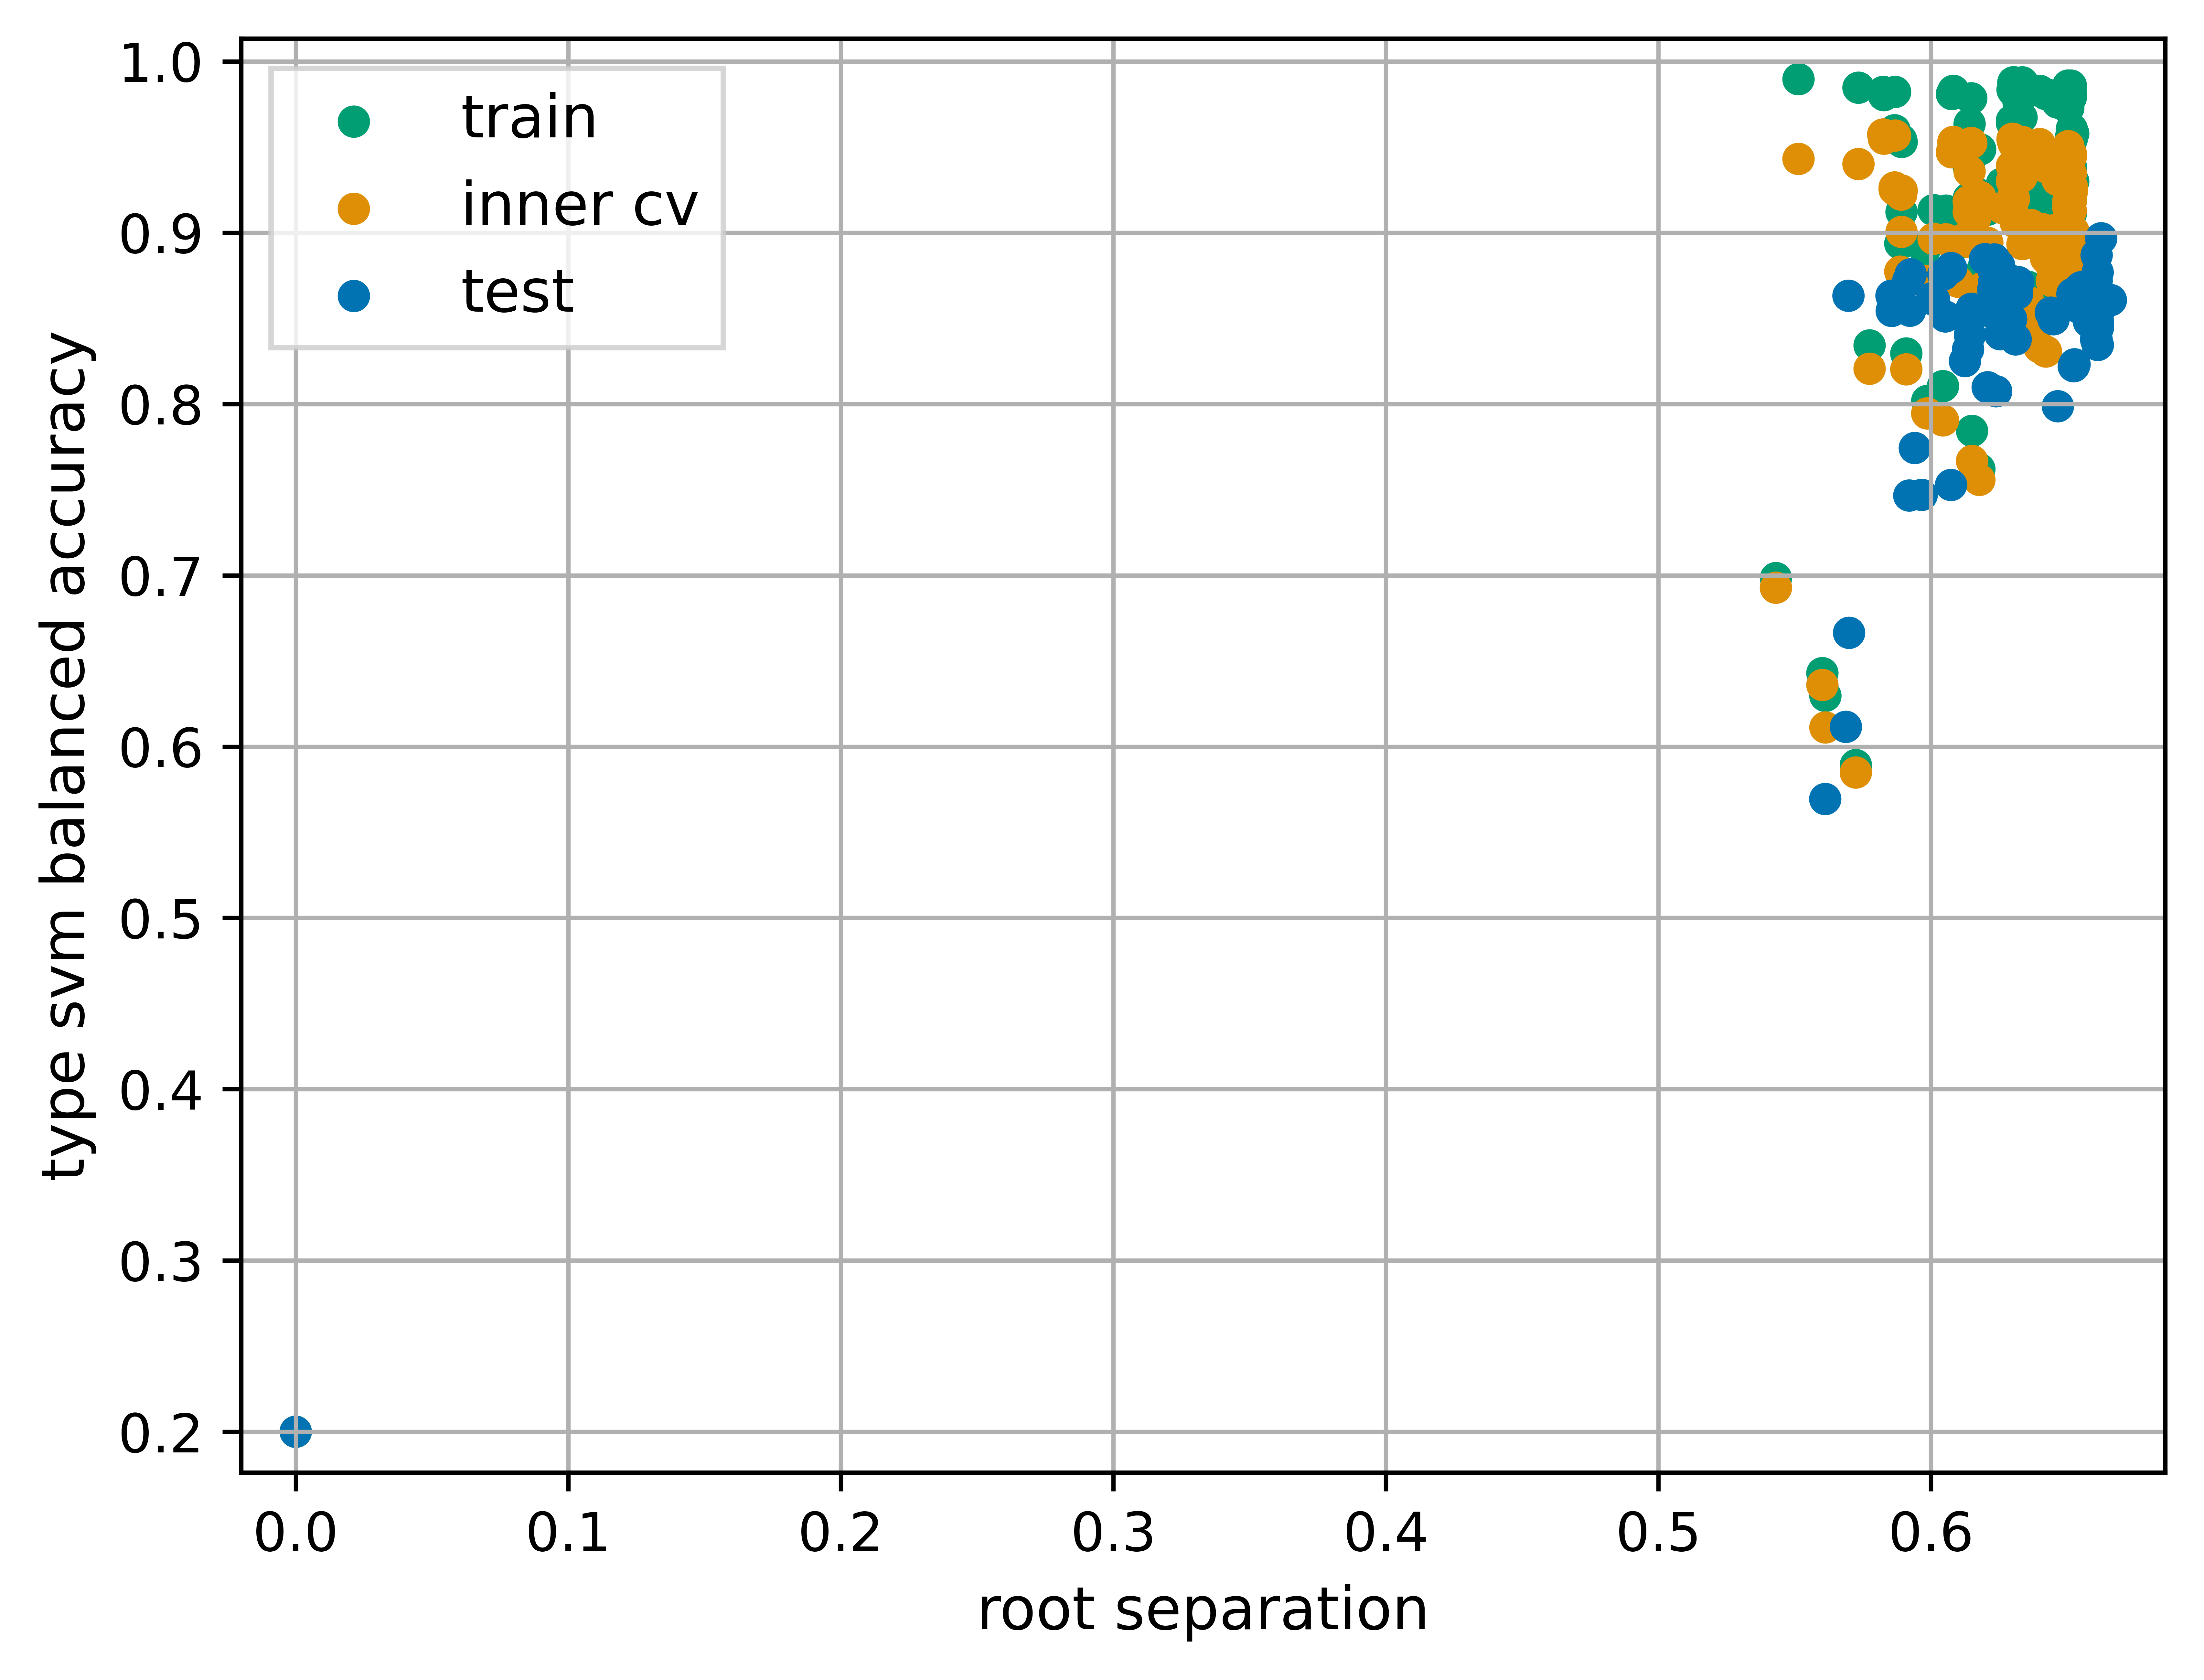 1.0
0.9
0.8
0.7
0.6
0.5
0.4
0.3
0.2
type svm balanced accuracy
train
inner cv
test
0.0 0.1 0.2 0.3 0.4 0.5 0.6
root separation